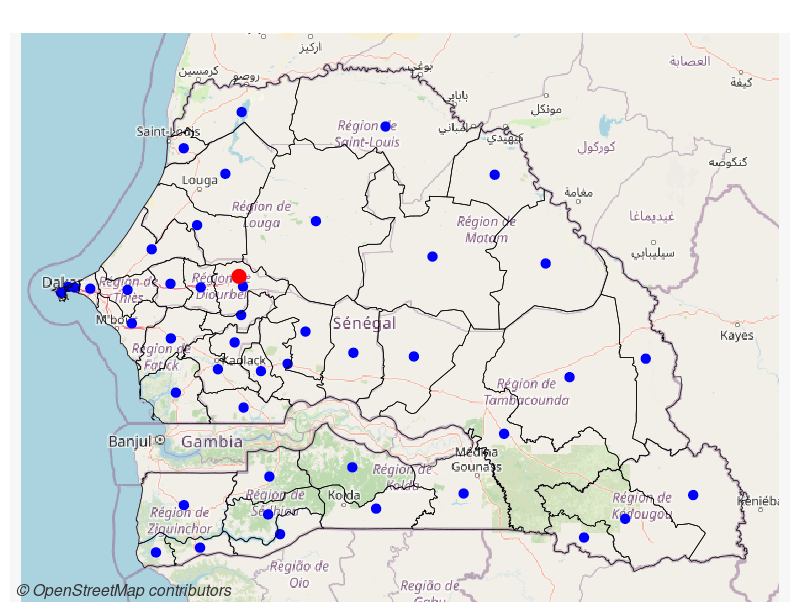 اركيز
العصابة
كرمسين
روصو
بوغي
كيفة
بابابي
مونكل
Saint-Louis
Région de
Saint-Louis
لمباني
كيهيدي
كوركول
كنكوصه
Louga
مقامة
Région de
Louga
Région de
Matam
غيديماغا
سيليبابي
Dakar
Région de
Thiès
Région de
Diourbel
M'bour
Sénégal
Kayes
Région de
Fatick
Kaolack
Région de
Tambacounda
Banjul
Gambia
Médina
Gounass
Région de
Kolda
Région de
Sédhiou
Kolda
Région de
Ziguinchor
Région de
Kédougou
Kéniéba
Região de
Oio
Região de
Gabu
© OpenStreetMap contributors